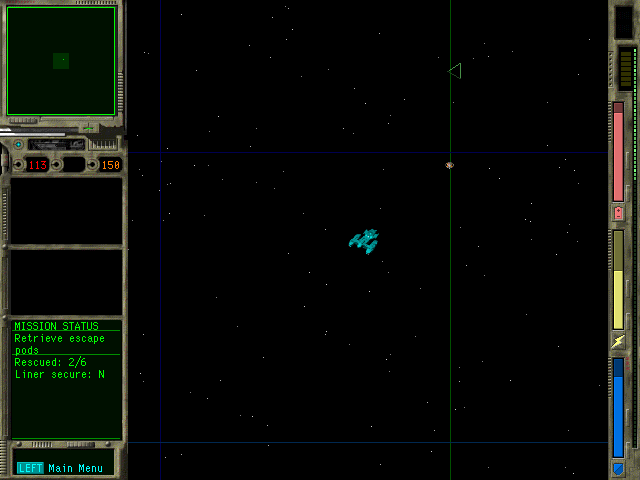 113 150
MISSION STATUS
Retrieve escape
pods
Rescued: 2/6
Liner secure: N
LEFT Main Menu